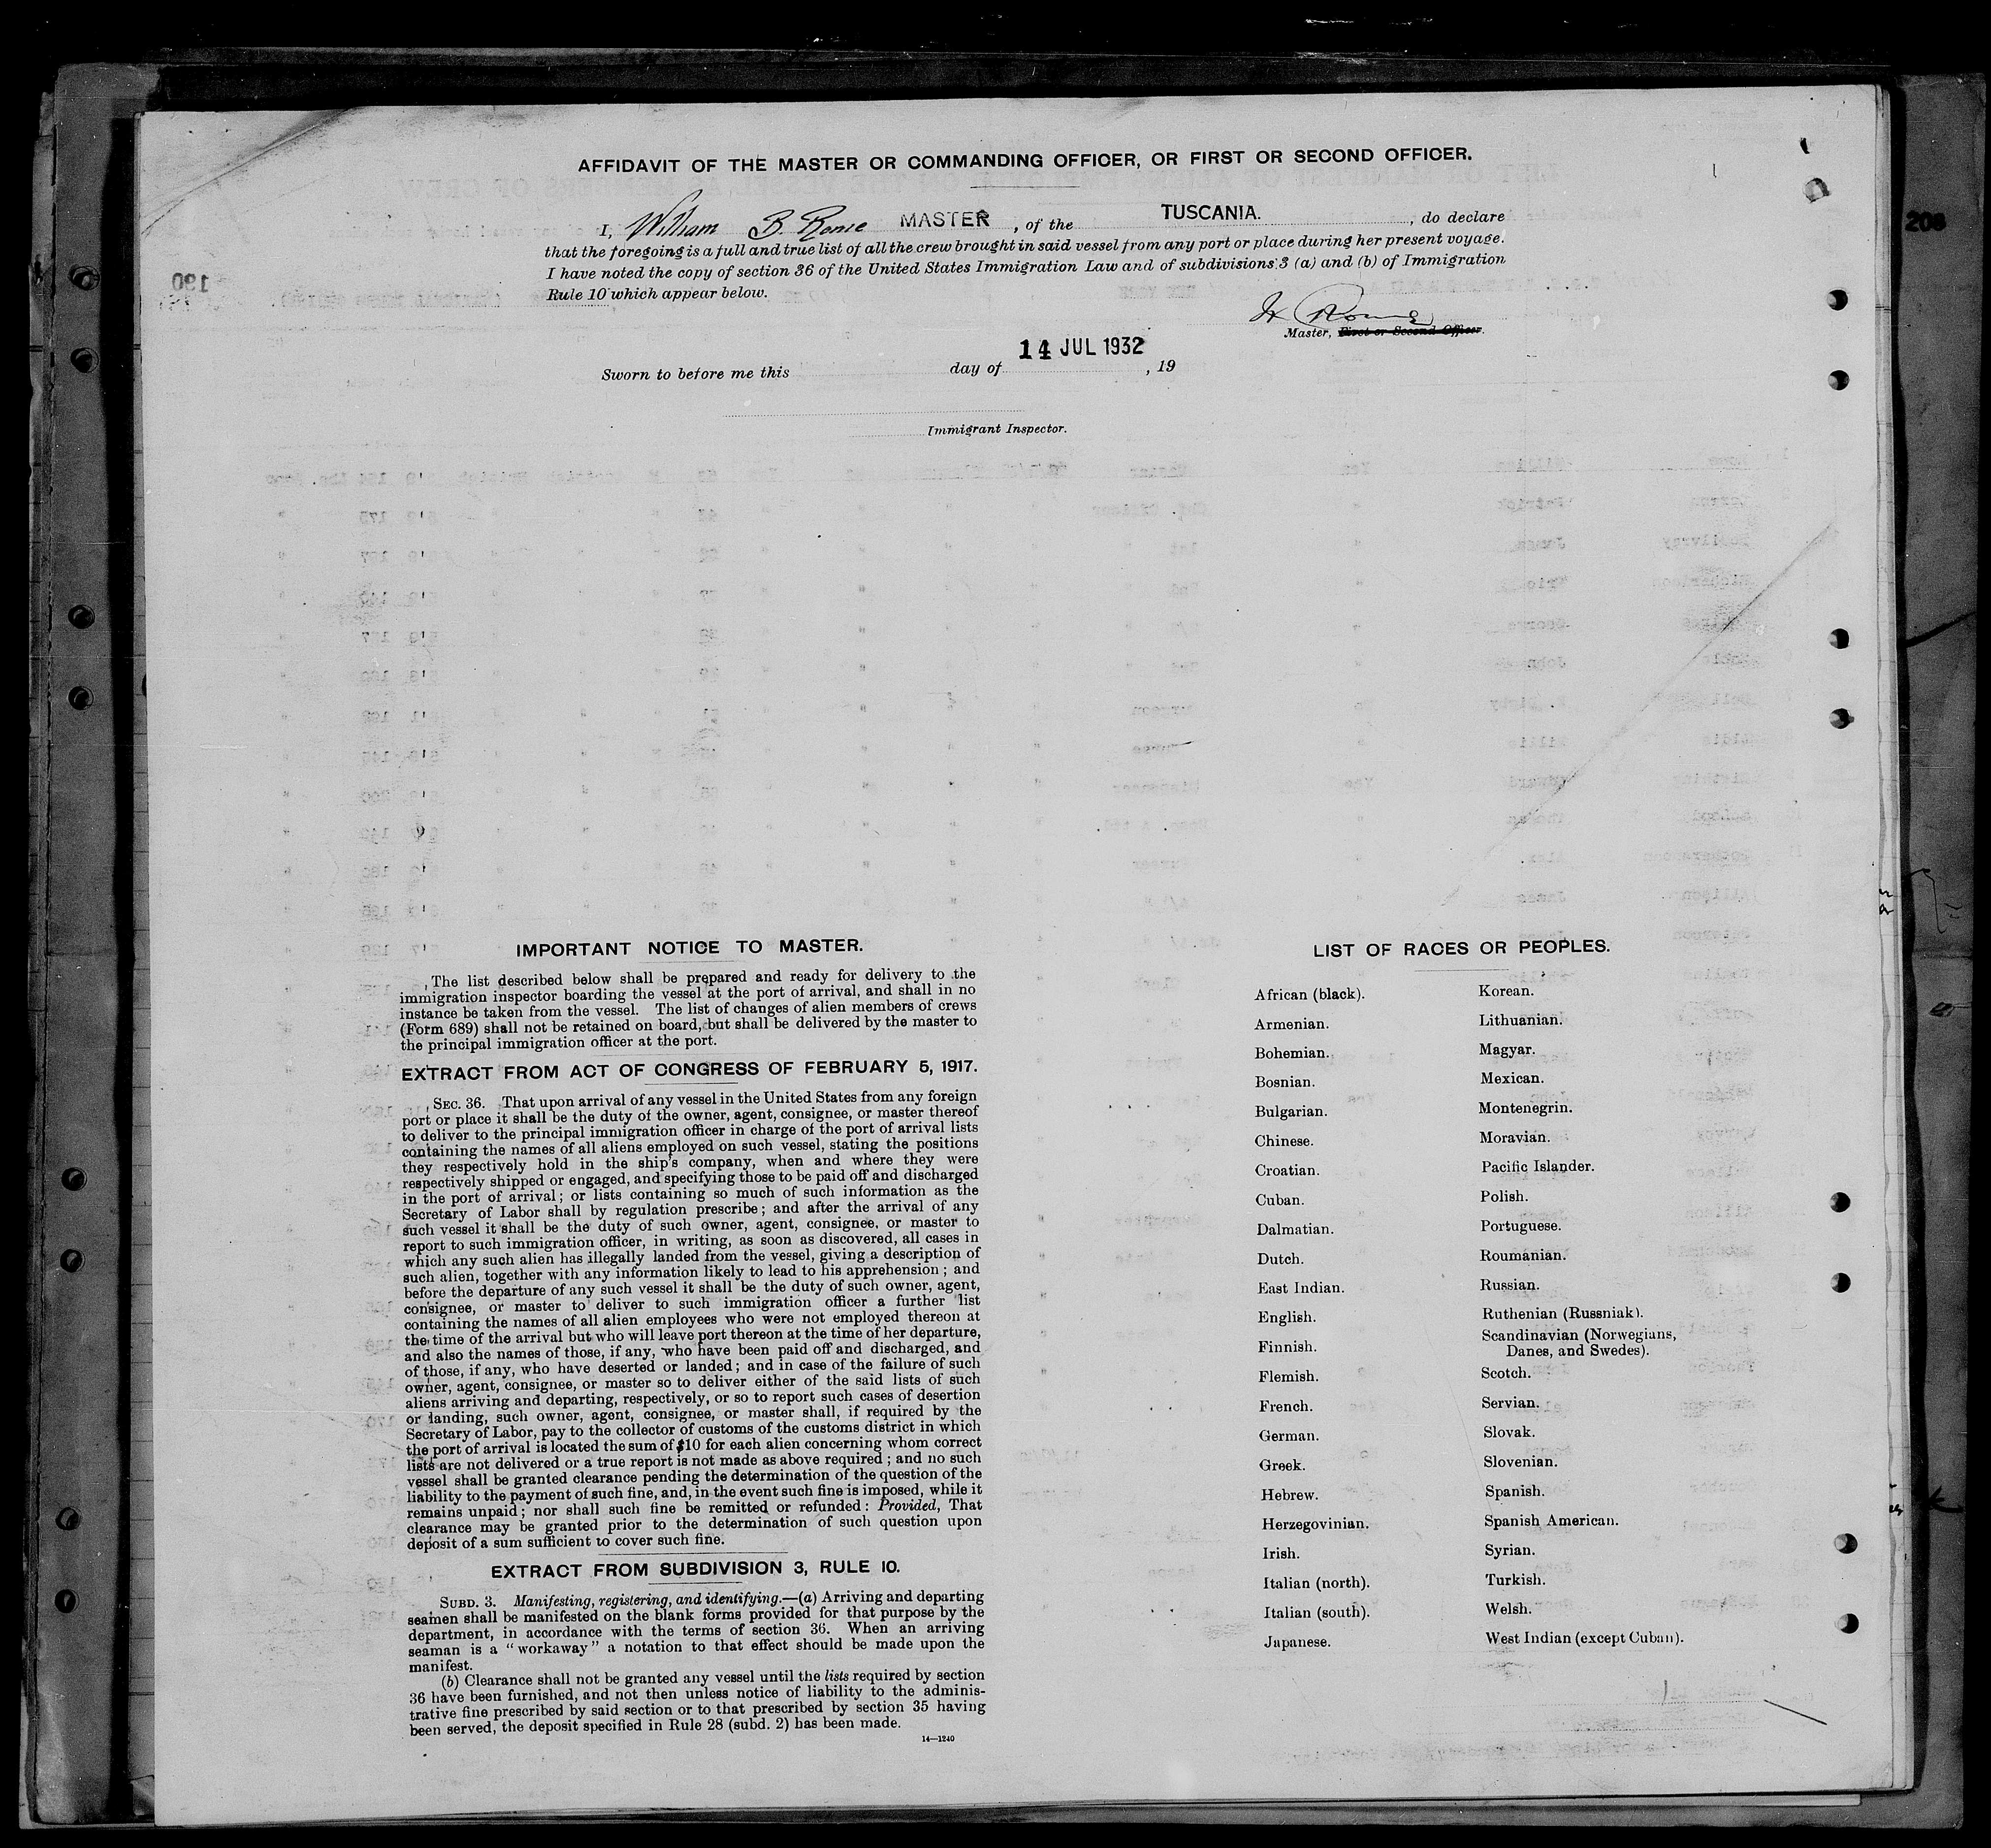 AFFIDAVIT OF THE MASTER OR COMMANDING OFFICER, OR FIRST OR SECOND OFFICER.
I, William B. Rome MASTER, of the TUSCANIA., do declare
that the foregoing is a full and true list of all the crew brought in said vessel from any port or place during her present voyage.
I have noted the copy of section 36 of the United States Immigration Law and of subdivisions 3 (a) and (b) of Immigration
Rule 10 which appear below.
Master, First or Second Officer.
14 JUL 1932
Sworn to before me this day of , 19
Immigrant Inspector.
208
190
IMPORTANT NOTICE TO MASTER.
The list described below shall be prepared and ready for delivery to the
immigration inspector boarding the vessel at the port of arrival, and shall in no
instance be taken from the vessel. The list of changes of alien members of crews
(Form 689) shall not be retained on board, but shall be delivered by the master to
the principal immigration officer at the port.
EXTRACT FROM ACT OF CONGRESS OF FEBRUARY 5, 1917.
SEC. 36. That upon arrival of any vessel in the United States from any foreign
port or place it shall be the duty of the owner, agent, consignee, or master thereof
to deliver to the principal immigration officer in charge of the port of arrival lists
containing the names of all aliens employed on such vessel, stating the positions
they respectively hold in the ship's company, when and where they were
respectively shipped or engaged, and specifying those to be paid off and discharged
in the port of arrival; or lists containing so much of such information as the
Secretary of Labor shall by regulation prescribe; and after the arrival of any
such vessel it shall be the duty of such owner, agent, consignee, or master to
report to such immigration officer, in writing, as soon as discovered, all cases in
which any such alien has illegally landed from the vessel, giving a description of
such alien, together with any information likely to lead to his apprehension; and
before the departure of any such vessel it shall be the duty of such owner, agent,
consignee, or master to deliver to such immigration officer a further list
containing the names of all alien employees who were not employed thereon at
the time of the arrival but who will leave port thereon at the time of her departure,
and also the names of those, if any, who have been paid off and discharged, and
of those, if any, who have deserted or landed; and in case of the failure of such
owner, agent, consignee, or master so to deliver either of the said lists of such
aliens arriving and departing, respectively, or so to report such cases of desertion
or landing, such owner, agent, consignee, or master shall, if required by the
Secretary of Labor, pay to the collector of customs of the customs district in which
the port of arrival is located the sum of $10 for each alien concerning whom correct
lists are not delivered or a true report is not made as above required; and no such
vessel shall be granted clearance pending the determination of the question of the
liability to the payment of such fine, and, in the event such fine is imposed, while it
remains unpaid; nor shall such fine be remitted or refunded: Provided, That
clearance may be granted prior to the determination of such question upon
deposit of a sum sufficient to cover such fine.
EXTRACT FROM SUBDIVISION 3, RULE 10.
SUBD. 3. Manifesting, registering, and identifying.—(a) Arriving and departing
seamen shall be manifested on the blank forms provided for that purpose by the
department, in accordance with the terms of section 36. When an arriving
seaman is a "workaway" a notation to that effect should be made upon the
manifest.
(b) Clearance shall not be granted any vessel until the lists required by section
36 have been furnished, and not then unless notice of liability to the adminis-
trative fine prescribed by said section or to that prescribed by section 35 having
been served, the deposit specified in Rule 28 (subd. 2) has been made.
14—1240
LIST OF RACES OR PEOPLES.
African (black).
Armenian.
Bohemian.
Bosnian.
Bulgarian.
Chinese.
Croatian.
Cuban.
Dalmatian.
Dutch.
East Indian.
English.
Finnish.
Flemish.
French.
German.
Greek.
Hebrew.
Herzegovinian.
Irish.
Italian (north).
Italian (south).
Japanese.
Korean.
Lithuanian.
Magyar.
Mexican.
Montenegrin.
Moravian.
Pacific Islander.
Polish.
Portuguese.
Roumanian.
Russian.
Ruthenian (Russniak).
Scandinavian (Norwegians,
Danes, and Swedes).
Scotch.
Servian.
Slovak.
Slovenian.
Spanish.
Spanish American.
Syrian.
Turkish.
Welsh.
West Indian (except Cuban).